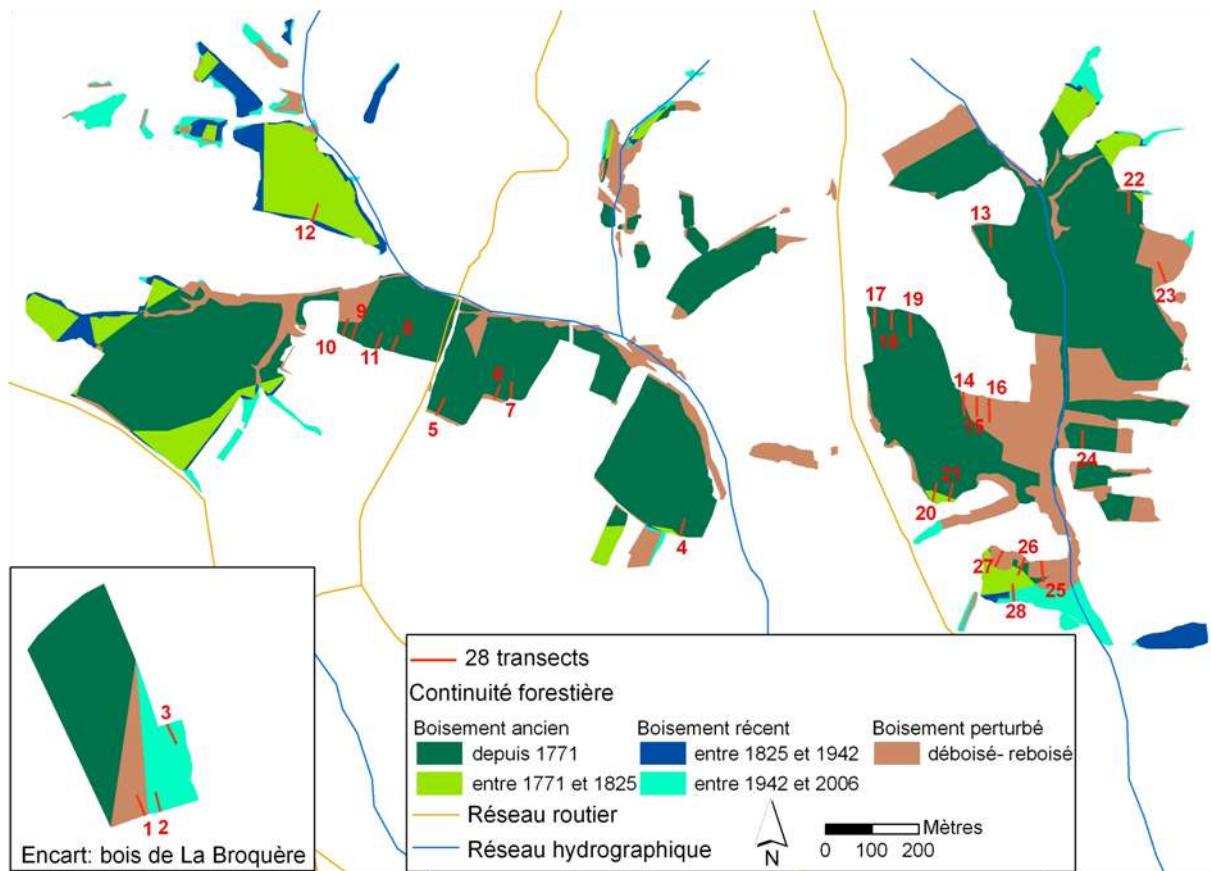 22
13
12
23
17
19
18
9
8
10
11
14
16
15
6
7
5
24
21
20
4
26
27
25
28
3
1
2
Encart: bois de La Broquère
28 transects
Continuité forestière
Boisement ancien
Boisement récent
Boisement perturbé
depuis 1771
entre 1825 et 1942
déboisé- reboisé
entre 1771 et 1825
entre 1942 et 2006
Réseau routier
Réseau hydrographique
N
Mètres
0 100 200